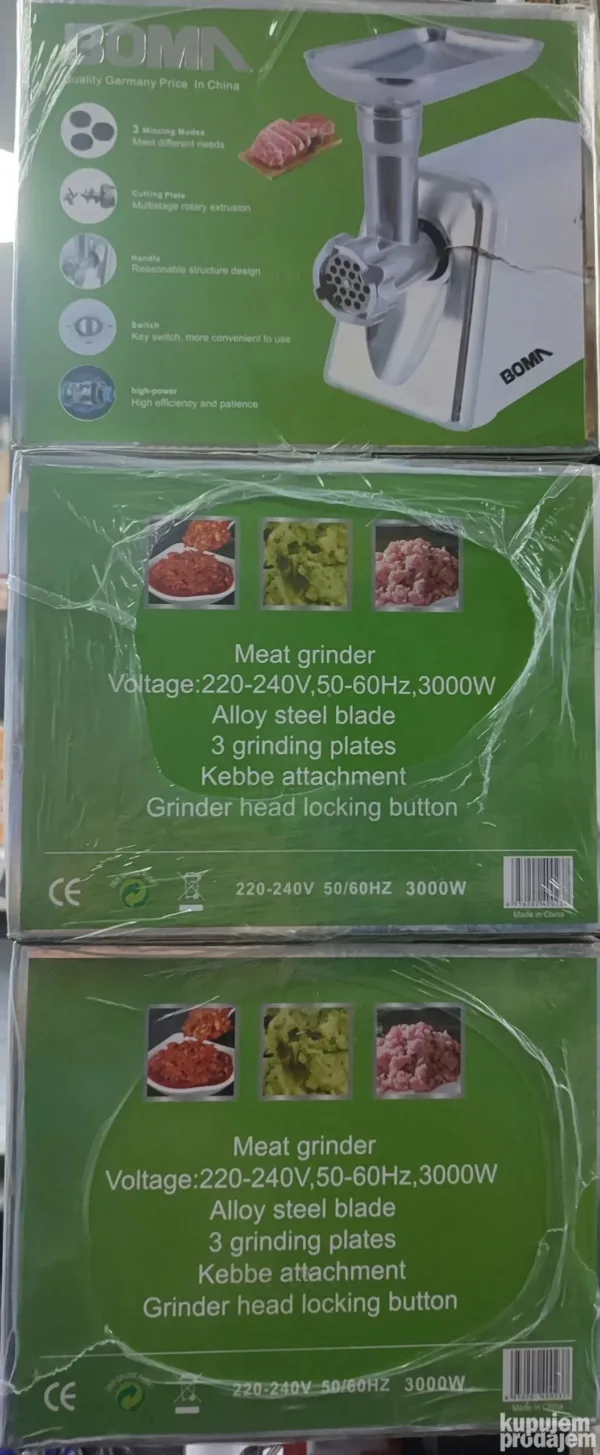 BOMA
Quality Germany Price In China
3 Mincing Modes
Meet different needs
Cutting Plate
Multistage rotary extrusion
Handle
Reasonable structure design
Switch
Key switch, more convenient to use
high-power
High efficiency and patience
BOMA
Meat grinder
Voltage:220-240V,50-60Hz,3000W
Alloy steel blade
3 grinding plates
Kebbe attachment
Grinder head locking button
CE
220-240V 50/60HZ 3000W
Made in China
Meat grinder
Voltage:220-240V,50-60Hz,3000W
Alloy steel blade
3 grinding plates
Kebbe attachment
Grinder head locking button
CE
220-240V 50/60HZ 3000W
Made in China
kupujem
prodajem